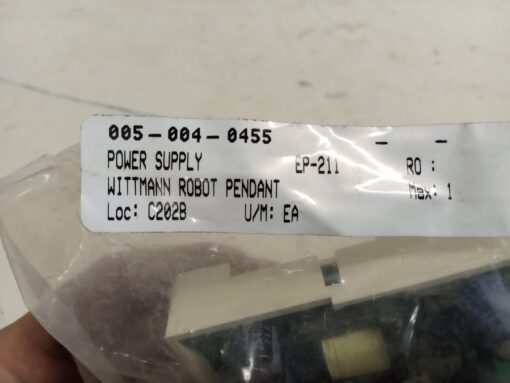 005-004-0455 - -
POWER SUPPLY EP-211 RO :
WITTMANN ROBOT PENDANT Max: 1
Loc: C202B U/M: EA